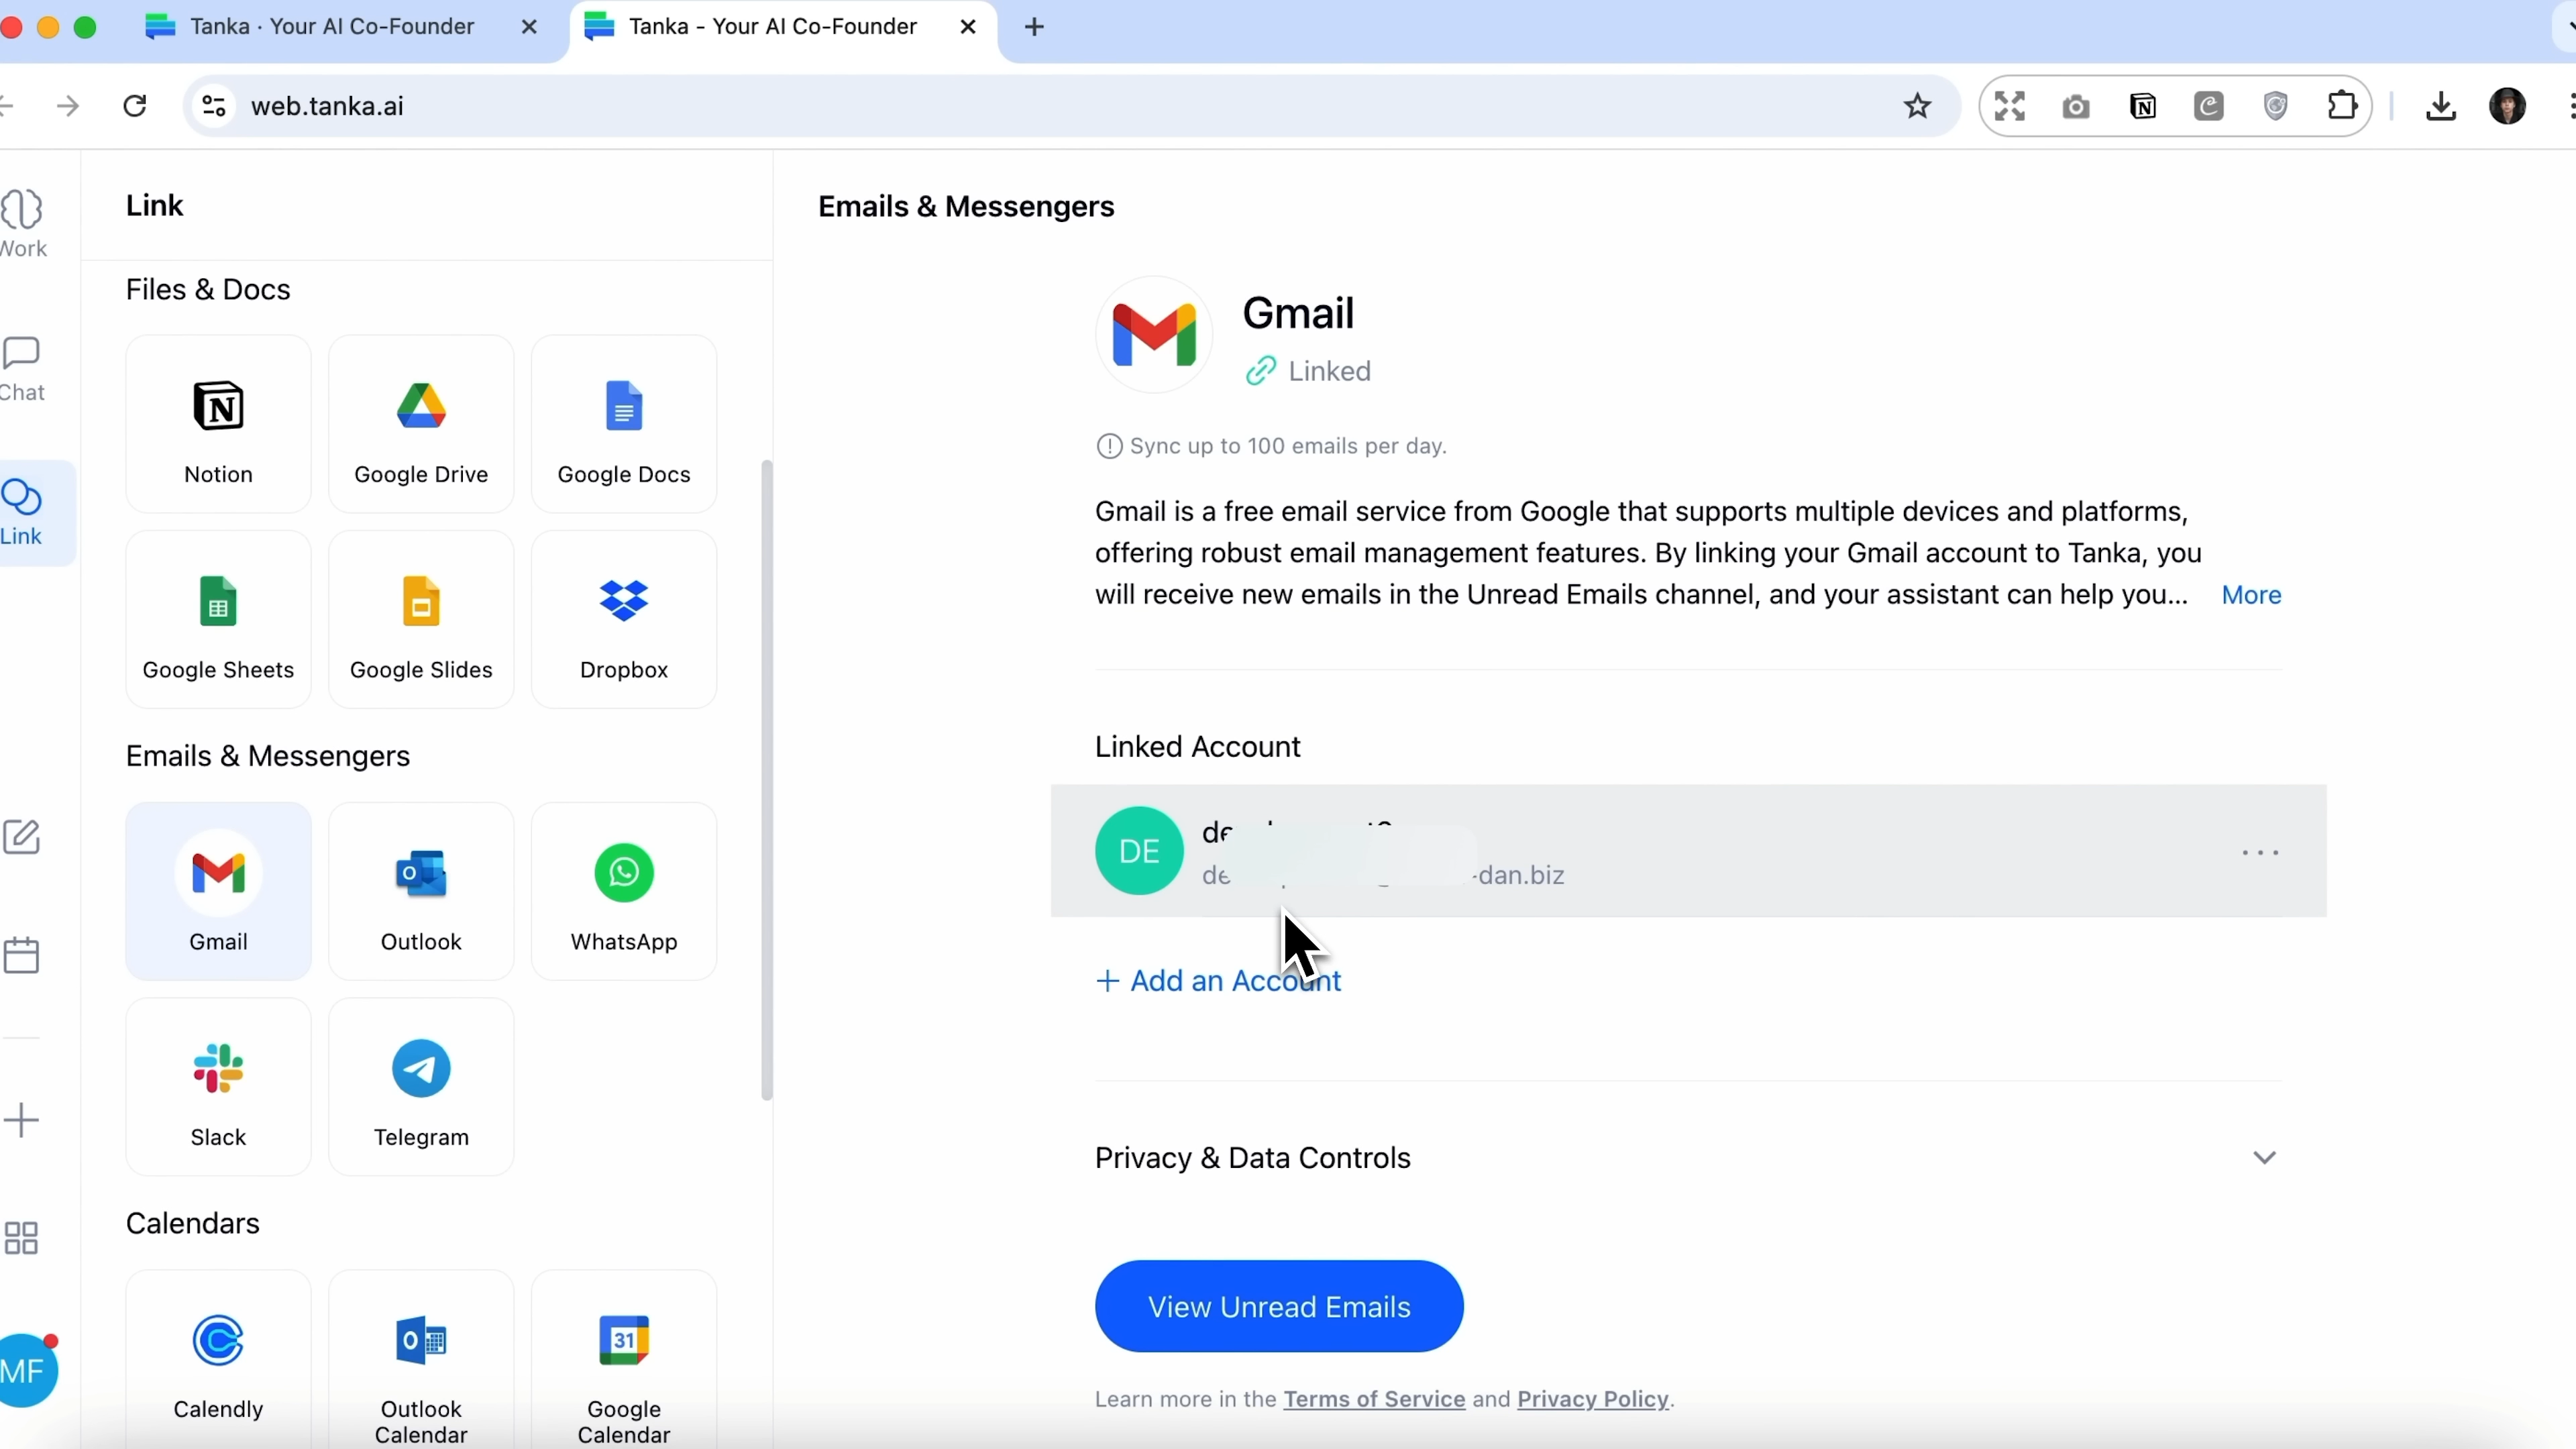 Tanka · Your AI Co-Founder
Tanka - Your AI Co-Founder
web.tanka.ai
Work
Chat
Link
MF
Link
Files & Docs
Notion
Google Drive
Google Docs
Google Sheets
Google Slides
Dropbox
Emails & Messengers
Gmail
Outlook
WhatsApp
Slack
Telegram
Calendars
Calendly
Outlook
Calendar
31
Google
Calendar
Emails & Messengers
Gmail
Linked
Sync up to 100 emails per day.
Gmail is a free email service from Google that supports multiple devices and platforms,
offering robust email management features. By linking your Gmail account to Tanka, you
will receive new emails in the Unread Emails channel, and your assistant can help you... More
Linked Account
DE
-dan.biz
+ Add an Account
Privacy & Data Controls
View Unread Emails
Learn more in the Terms of Service and Privacy Policy.